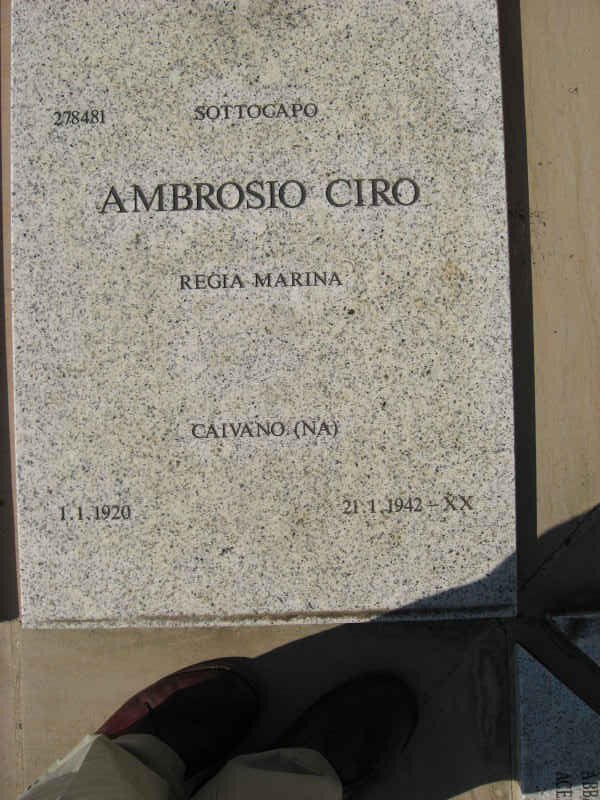 278481 SOTTOCAPO
AMBROSIO CIRO
REGIA MARINA
CAIVANO (NA)
1.1.1920 21.1.1942 – XX